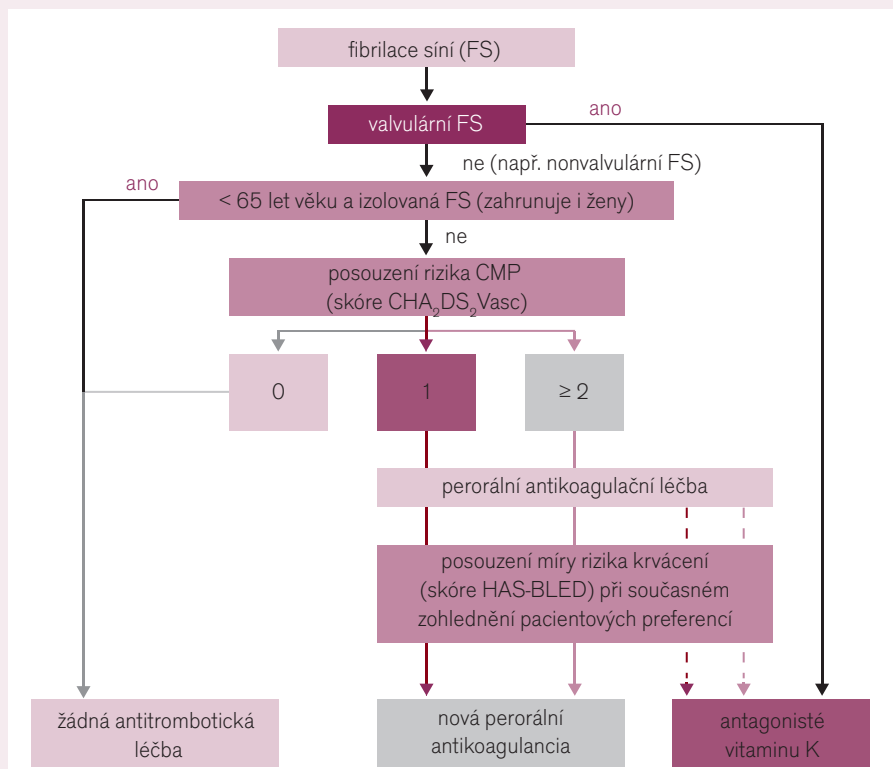 fibrilace síní (FS)
valvulární FS
ano
ne (např. nonvalvulární FS)
ano
< 65 let věku a izolovaná FS (zahrunuje i ženy)
ne
posouzení rizika CMP
(skóre CHA₂DS₂Vasc)
0
1
≥ 2
perorální antikoagulační léčba
posouzení míry rizika krvácení
(skóre HAS-BLED) při současném
zohlednění pacientových preferencí
žádná antitrombotická
léčba
nová perorální
antikoagulancia
antagonisté
vitaminu K